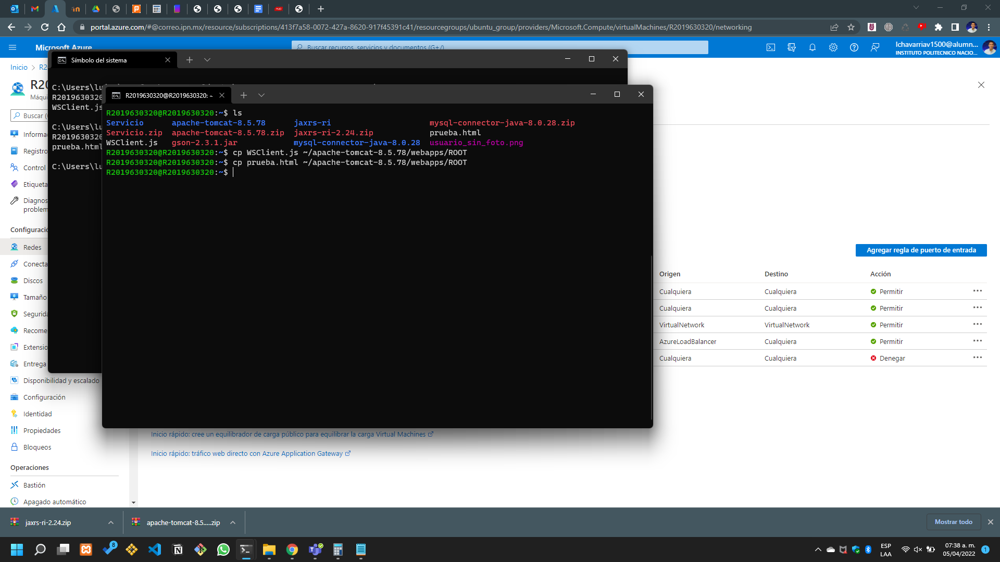 portal.azure.com/#@correo.ipn.mx/resource/subscriptions/413f7a58-0072-427a-8620-917f45391c41/resourcegroups/ubuntu_group/providers/Microsoft.Compute/virtualMachines/R2019630320/networking
Microsoft Azure
Buscar recursos, servicios y documentos (G+/)
lchavarriav1500@alumn...
INSTITUTO POLITECNICO NACIO...
Símbolo del sistema
Inicio > R2
R20
Máqui
Buscar (
C:\Users\lu
R2019630320
WSClient.js
C:\Users\lu
R2019630320
prueba.html
C:\Users\lu
R2019630320@R2019630320: ~
R2019630320@R2019630320:~$ ls
Servicio apache-tomcat-8.5.78 jaxrs-ri mysql-connector-java-8.0.28.zip
Servicio.zip apache-tomcat-8.5.78.zip jaxrs-ri-2.24.zip prueba.html
WSClient.js gson-2.3.1.jar mysql-connector-java-8.0.28 usuario_sin_foto.png
R2019630320@R2019630320:~$ cp WSClient.js ~/apache-tomcat-8.5.78/webapps/ROOT
R2019630320@R2019630320:~$ cp prueba.html ~/apache-tomcat-8.5.78/webapps/ROOT
R2019630320@R2019630320:~$
Informa
Registro
Control
Etiqueta
Diagnos
problem
Configuració
Redes
Conecta
Discos
Tamaño
Segurida
Recome
Extensio
Entrega
Disponibilidad y escalado
Configuración
Identidad
Propiedades
Bloqueos
Operaciones
Bastión
Apagado automático
Agregar regla de puerto de entrada
Origen Destino Acción
Cualquiera Cualquiera Permitir
Cualquiera Cualquiera Permitir
VirtualNetwork VirtualNetwork Permitir
AzureLoadBalancer Cualquiera Permitir
Cualquiera Cualquiera Denegar
Inicio rápido: cree un equilibrador de carga público para equilibrar la carga Virtual Machines
Inicio rápido: tráfico web directo con Azure Application Gateway
jaxrs-ri-2.24.zip
apache-tomcat-8.5.....zip
Mostrar todo
8
ESP
LAA
07:38 a. m.
05/04/2022
1